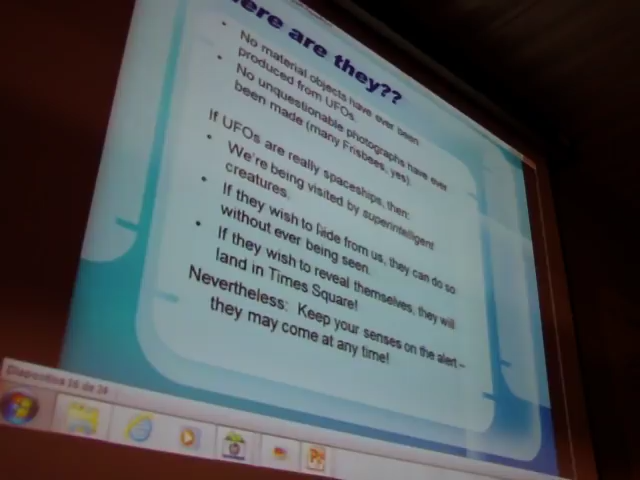 ere are they??
• No material objects have ever been
produced from UFOs.
• No unquestionable photographs have ever
been made (many Frisbees, yes).
If UFOs are really spaceships, then:
• We're being visited by superintelligent
creatures.
• If they wish to hide from us, they can do so
without ever being seen.
• If they wish to reveal themselves, they will
land in Times Square!
Nevertheless: Keep your senses on the alert –
they may come at any time!
Diapositiva 16 de 24